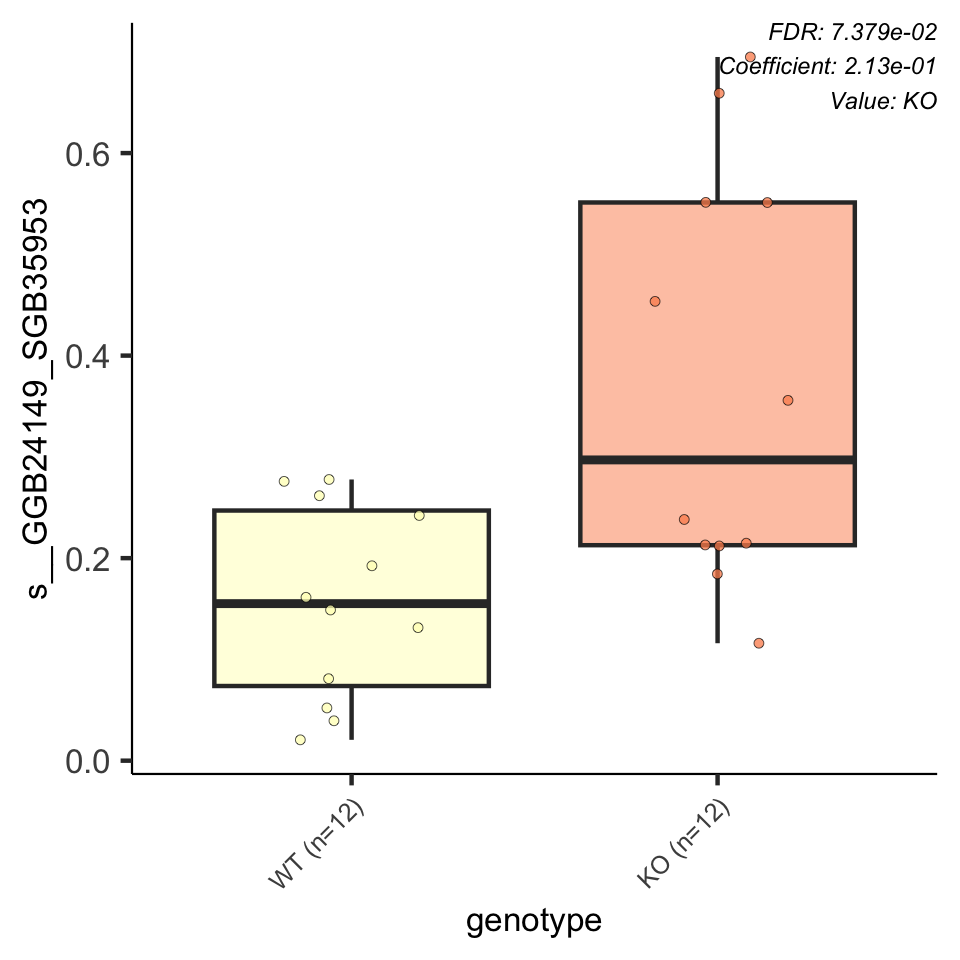 FDR: 7.379e-02
Coefficient: 2.13e-01
Value: KO
s__GGB24149_SGB35953
0.6
0.4
0.2
0.0
WT (n=12)
KO (n=12)
genotype